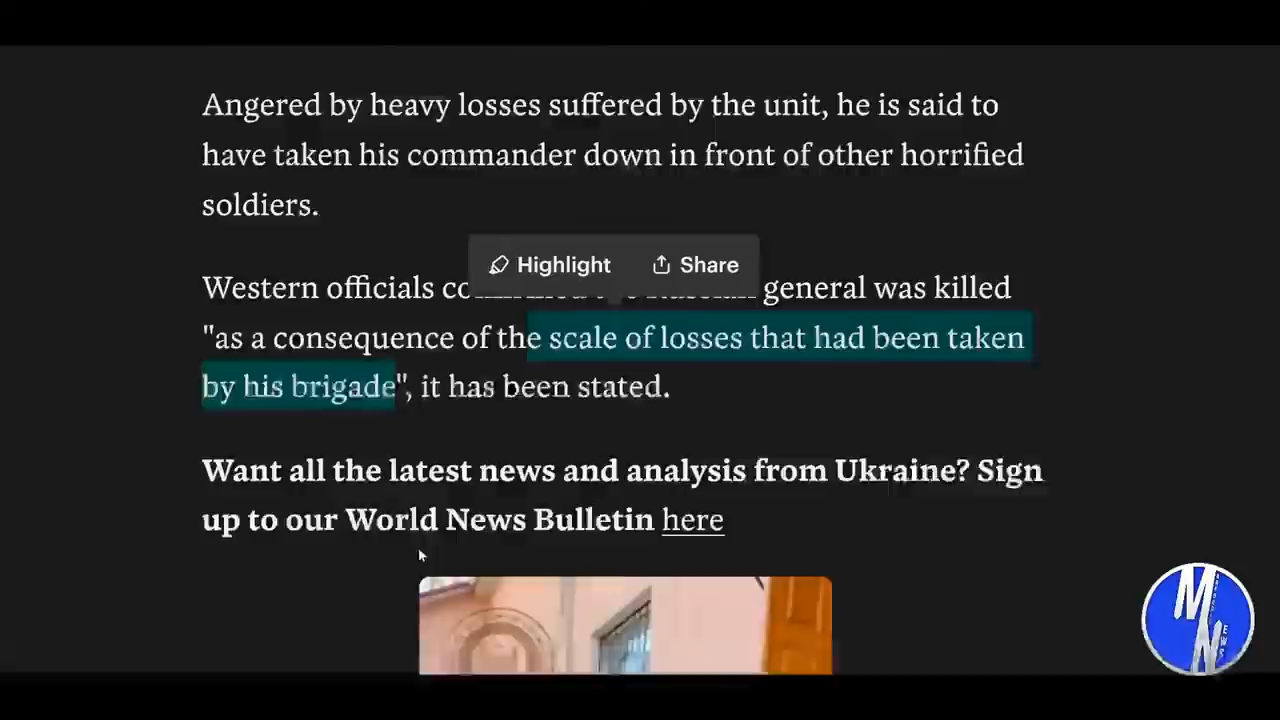 Angered by heavy losses suffered by the unit, he is said to
have taken his commander down in front of other horrified
soldiers.
Highlight Share
Western officials general was killed
"as a consequence of the scale of losses that had been taken
by his brigade", it has been stated.
Want all the latest news and analysis from Ukraine? Sign
up to our World News Bulletin here
M
N EWS